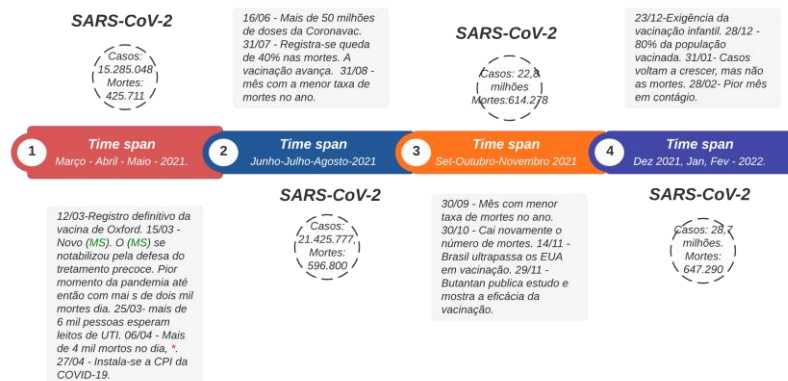 SARS-CoV-2
Casos:
15.285.048
Mortes:
425.711
16/06 - Mais de 50 milhões
de doses da Coronavac.
31/07 - Registra-se queda
de 40% nas mortes. A
vacinação avança. 31/08 -
mês com a menor taxa de
mortes no ano.
SARS-CoV-2
Casos: 22,8
milhões
Mortes:614.278
23/12-Exigência da
vacinação infantil. 28/12 -
80% da população
vacinada. 31/01- Casos
voltam a crescer, mas não
as mortes. 28/02- Pior mês
em contágio.
1
Time span
Março - Abril - Maio - 2021.
2
Time span
Junho-Julho-Agosto-2021
3
Time span
Set-Outubro-Novembro 2021
4
Time span
Dez 2021, Jan, Fev - 2022.
12/03-Registro definitivo da
vacina de Oxford. 15/03 -
Novo (MS). O (MS) se
notabilizou pela defesa do
tretamento precoce. Pior
momento da pandemia até
então com mai s de dois mil
mortes dia. 25/03- mais de
6 mil pessoas esperam
leitos de UTI. 06/04 - Mais
de 4 mil mortos no dia, *.
27/04 - Instala-se a CPI da
COVID-19.
SARS-CoV-2
Casos:
21.425.777,
Mortes:
596.800
30/09 - Mês com menor
taxa de mortes no ano.
30/10 - Cai novamente o
número de mortes. 14/11 -
Brasil ultrapassa os EUA
em vacinação. 29/11 -
Butantan publica estudo e
mostra a eficácia da
vacinação.
SARS-CoV-2
Casos: 28,7
milhões.
Mortes:
647.290